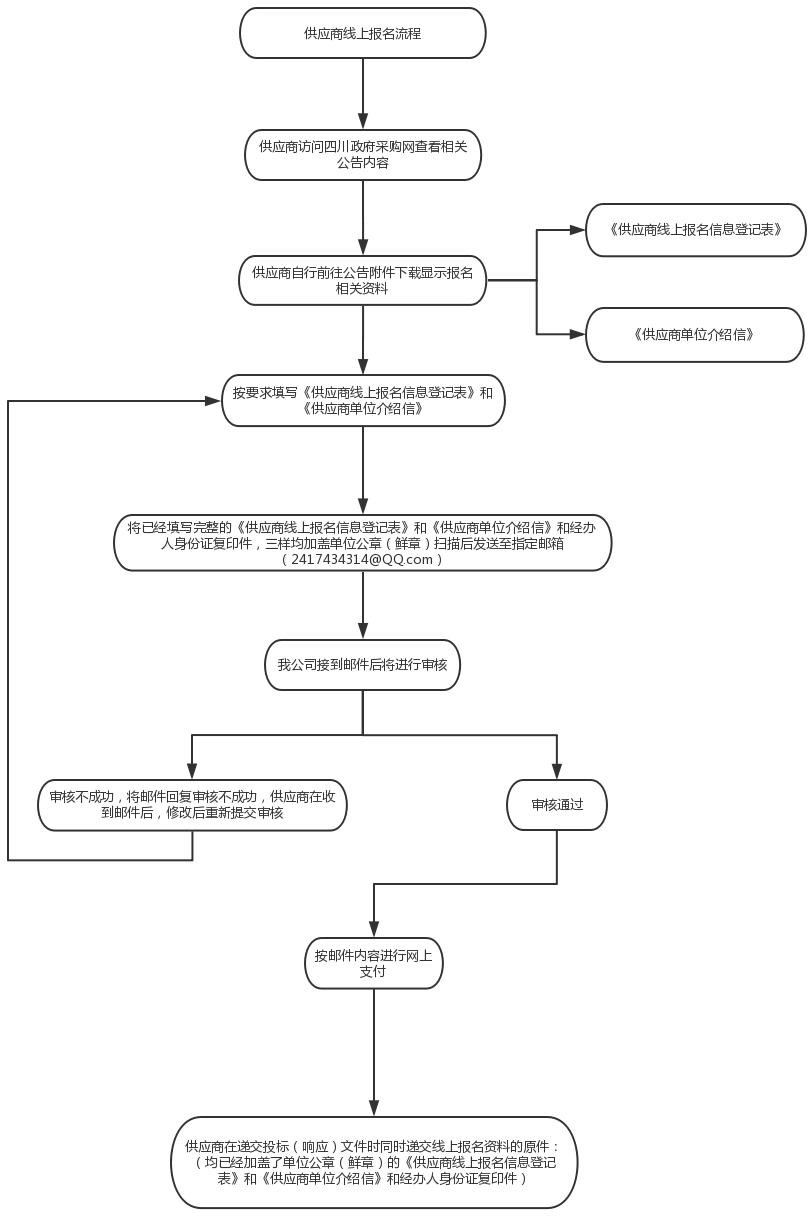 供应商线上报名流程
供应商访问四川政府采购网查看相关
公告内容
供应商自行前往公告附件下载显示报名
相关资料
《供应商线上报名信息登记表》
《供应商单位介绍信》
按要求填写《供应商线上报名信息登记表》和
《供应商单位介绍信》
将已经填写完整的《供应商线上报名信息登记表》和《供应商单位介绍信》和经办
人身份证复印件，三样均加盖单位公章（鲜章）扫描后发送至指定邮箱
（2417434314@QQ.com）
我公司接到邮件后将进行审核
审核不成功，将邮件回复审核不成功，供应商在收
到邮件后，修改后重新提交审核
审核通过
按邮件内容进行网上
支付
供应商在递交投标（响应）文件时同时递交线上报名资料的原件：
（均已经加盖了单位公章（鲜章）的《供应商线上报名信息登记
表》和《供应商单位介绍信》和经办人身份证复印件）